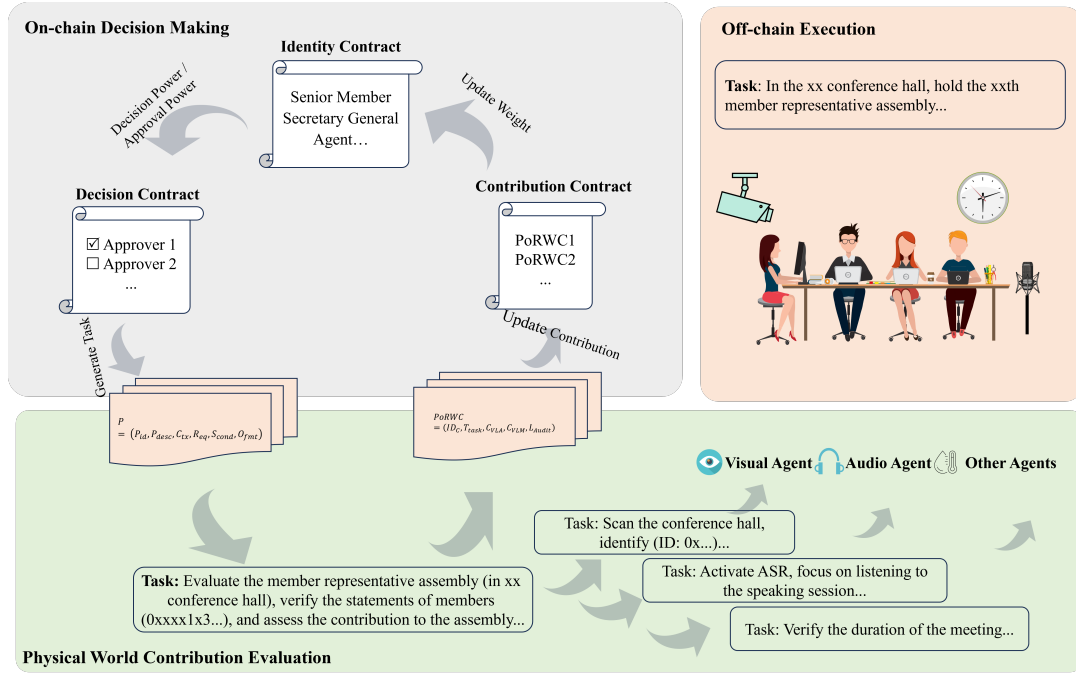 On-chain Decision Making
Identity Contract
Senior Member
Secretary General
Agent…
Decision Power /
Approval Power
Update Weight
Decision Contract
☑ Approver 1
☐ Approver 2
...
Contribution Contract
PoRWC1
PoRWC2
...
Generate Task
Update Contribution
P
= (P_id, P_desc, C_tx, R_eq, S_cond, O_fmt)
PoRWC
= (ID_C, T_task, C_VLA, C_VLM, L_Audit)
Off-chain Execution
Task: In the xx conference hall, hold the xxth
member representative assembly...
Visual Agent
Audio Agent
Other Agents
Task: Scan the conference hall,
identify (ID: 0x...)...
Task: Activate ASR, focus on listening to
the speaking session...
Task: Verify the duration of the meeting...
Task: Evaluate the member representative assembly (in xx
conference hall), verify the statements of members
(0xxxx1x3...), and assess the contribution to the assembly...
Physical World Contribution Evaluation